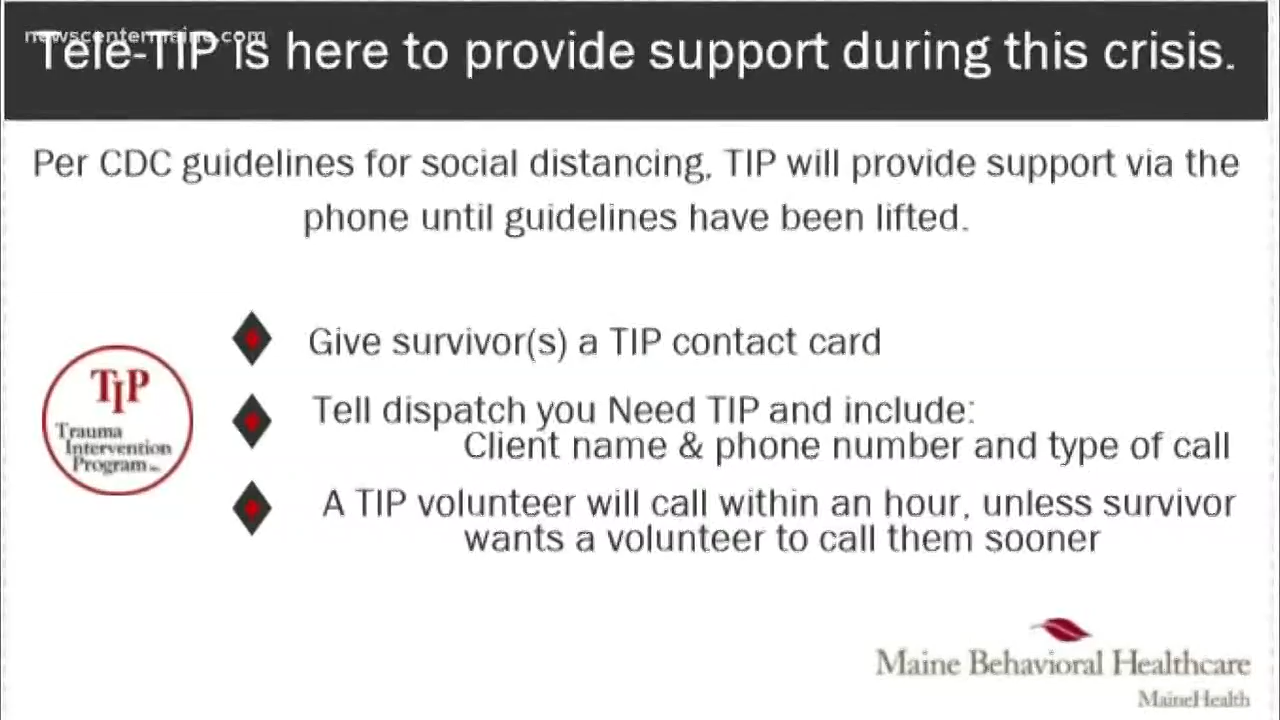 newscentermaine.com
Tele-TIP is here to provide support during this crisis.
Per CDC guidelines for social distancing, TIP will provide support via the
phone until guidelines have been lifted.
Give survivor(s) a TIP contact card
Tell dispatch you Need TIP and include:
Client name & phone number and type of call
A TIP volunteer will call within an hour, unless survivor
wants a volunteer to call them sooner
TIP
Trauma
Intervention
Program
Maine Behavioral Healthcare
MaineHealth